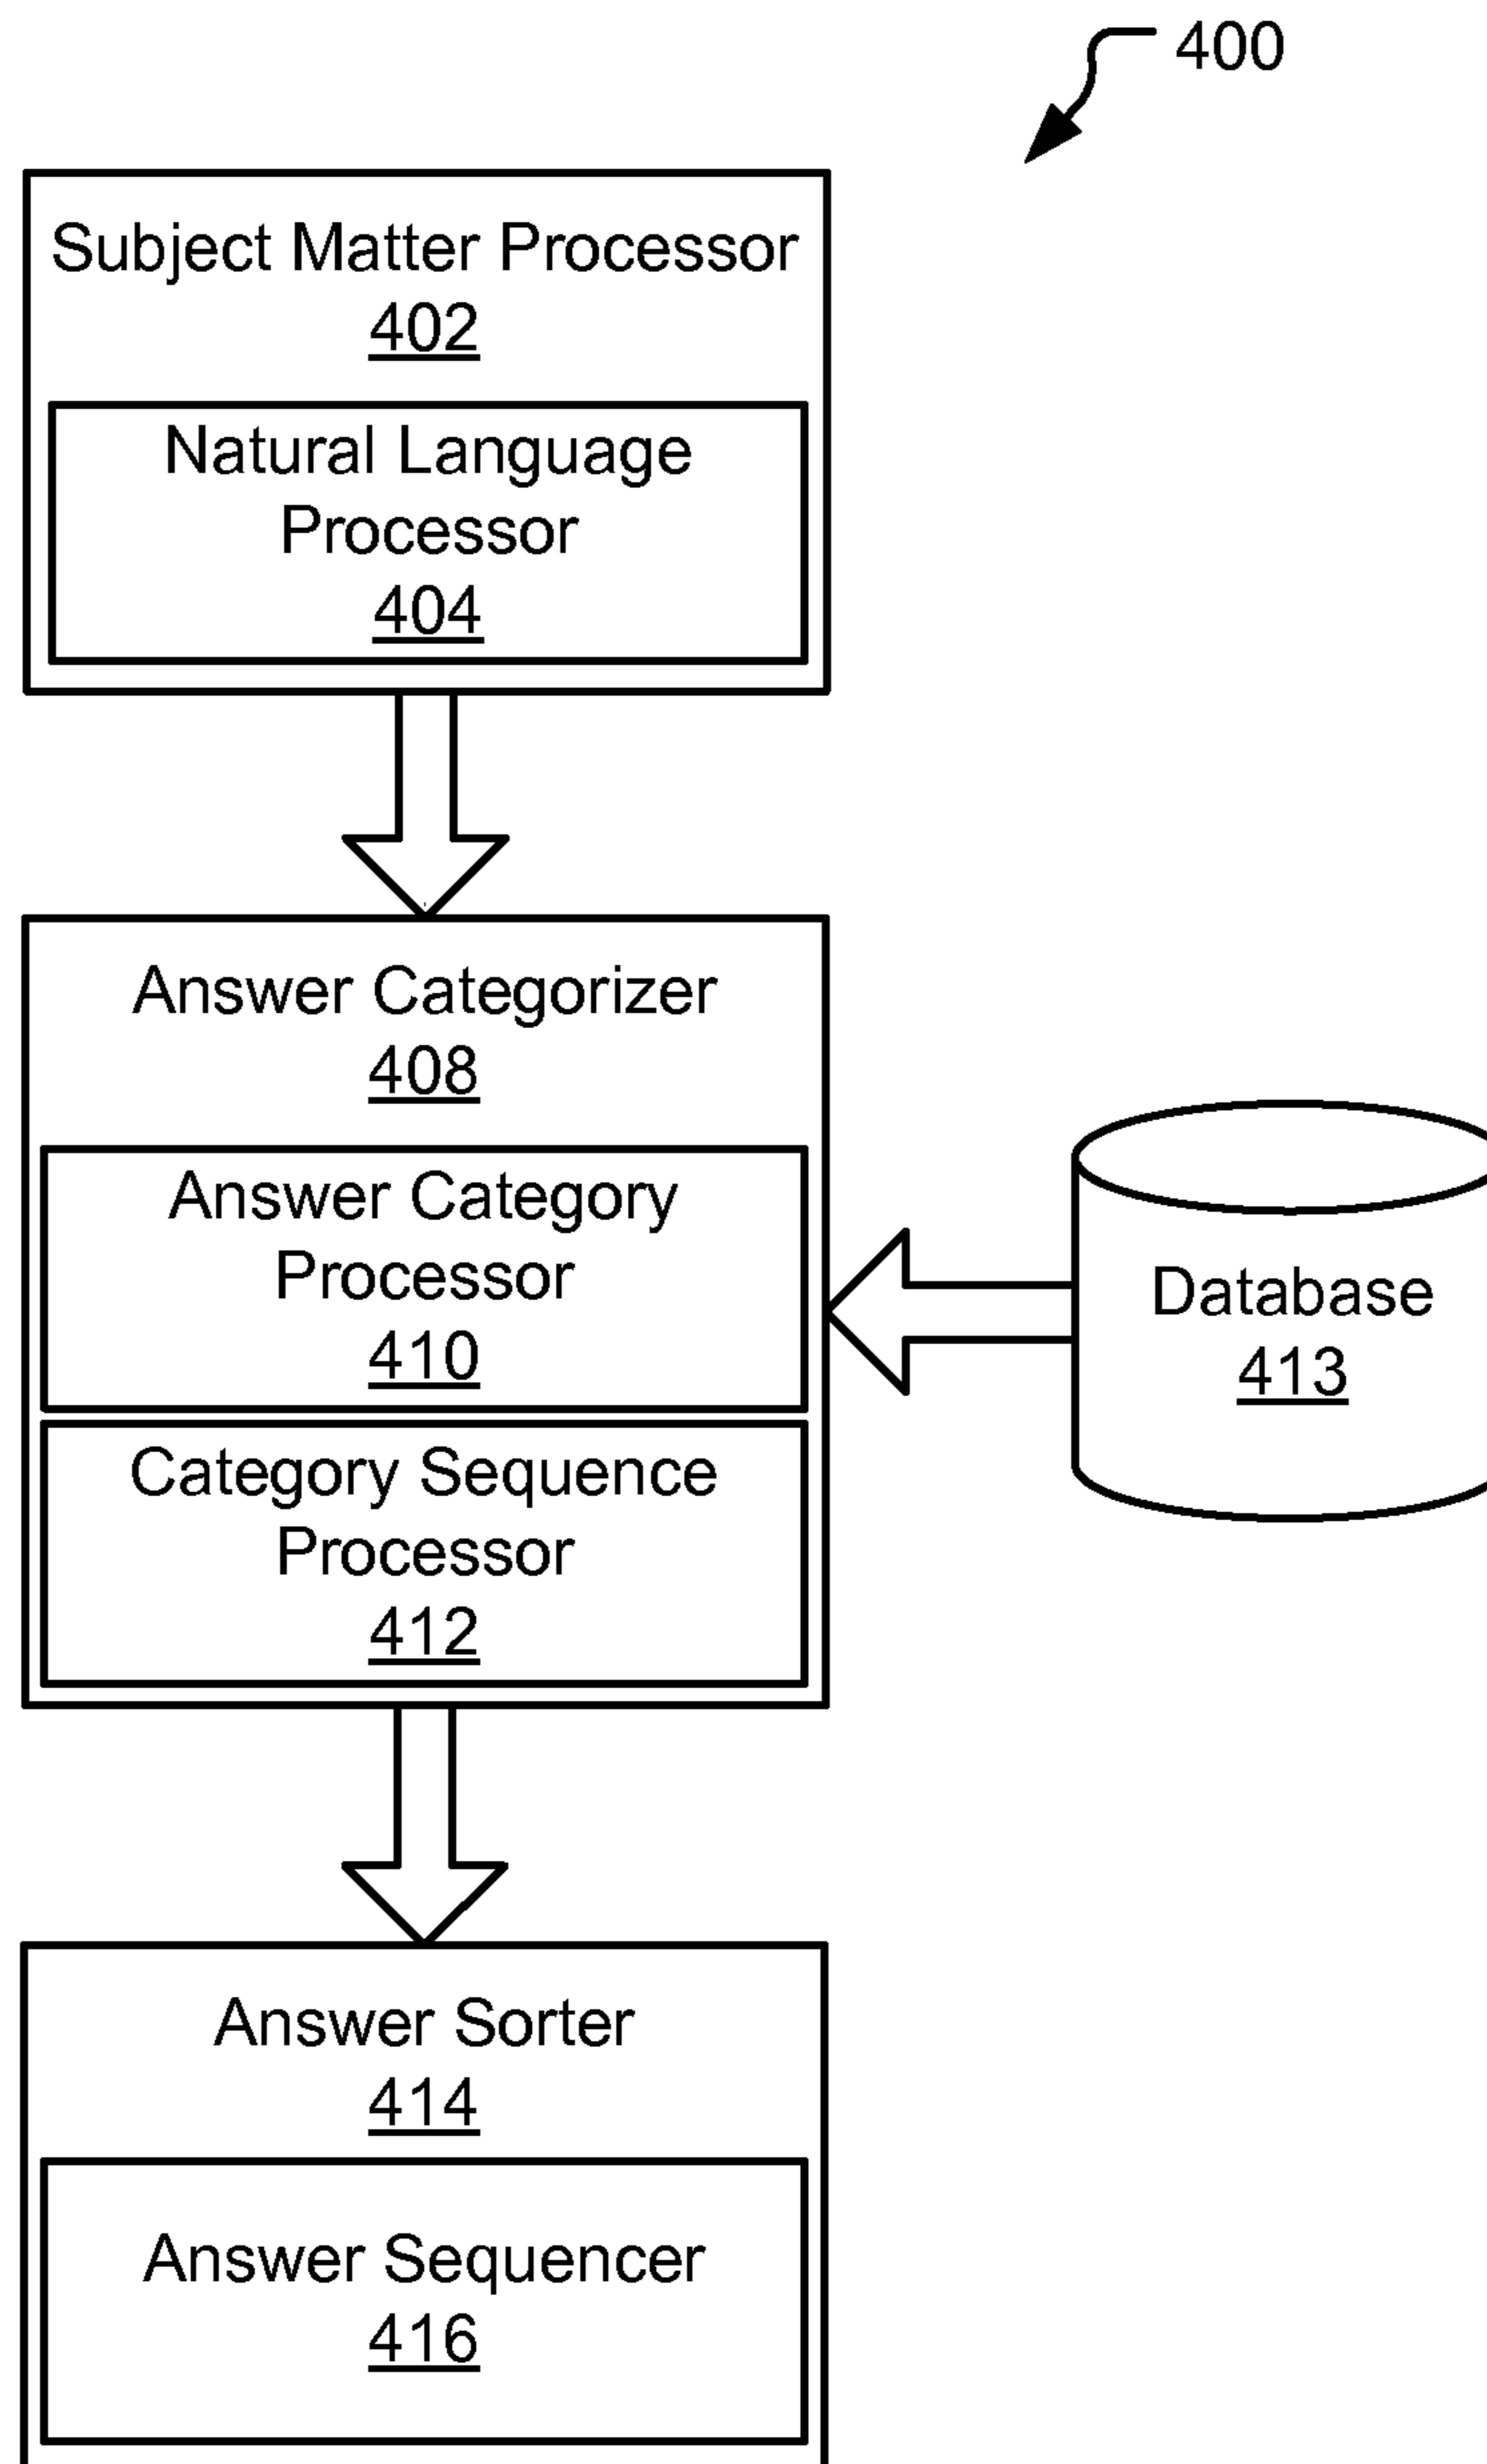 400
Subject Matter Processor
402
Natural Language
Processor
404
Answer Categorizer
408
Answer Category
Processor
410
Database
413
Category Sequence
Processor
412
Answer Sorter
414
Answer Sequencer
416